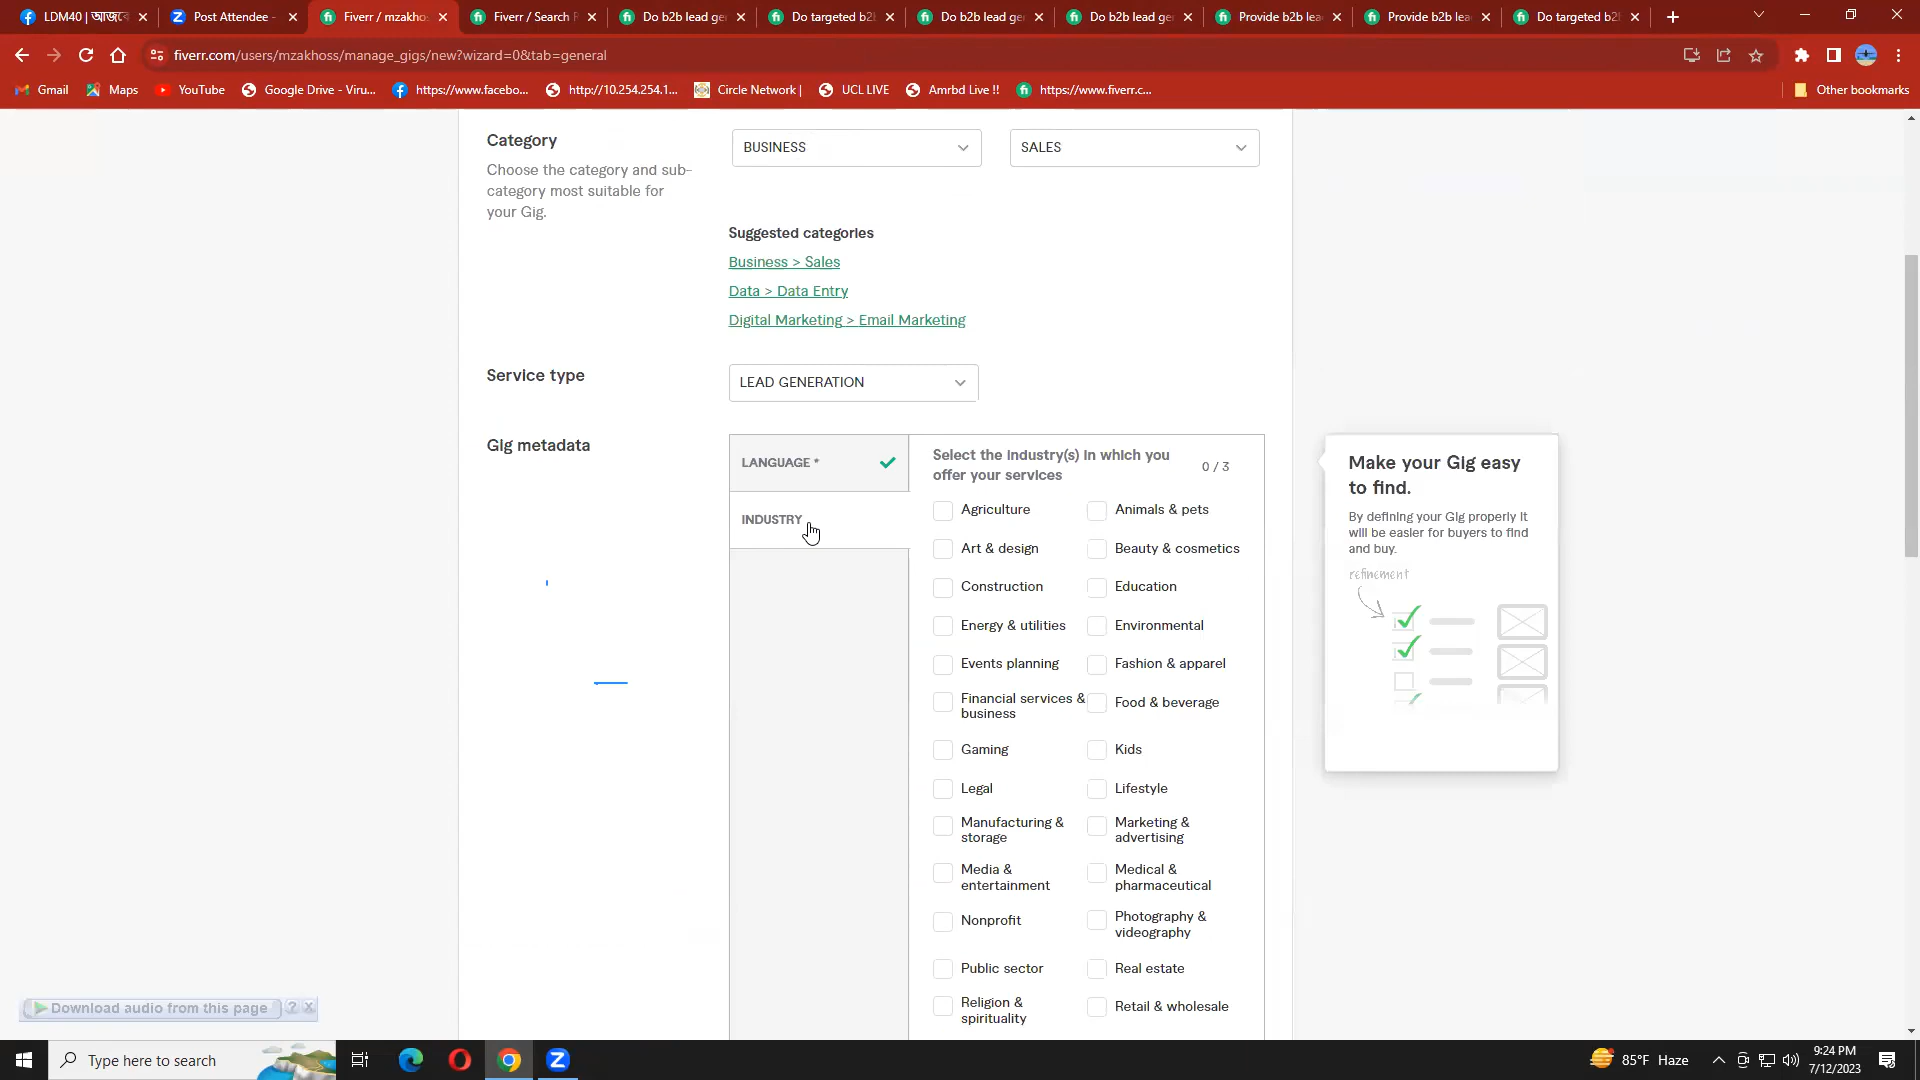 LDM40 | আজকে
Post Attendee -
Fiverr / mzakhos
Fiverr / Search P
Do b2b lead ge
Do targeted b2
Do b2b lead ge
Do b2b lead ge
Provide b2b lea
Provide b2b lea
Do targeted b2
fiverr.com/users/mzakhoss/manage_gigs/new?wizard=0&tab=general
Gmail
Maps
YouTube
Google Drive - Viru...
https://www.facebo...
http://10.254.254.1...
Circle Network |
UCL LIVE
Amrbd Live !!
https://www.fiverr.c...
Other bookmarks
Category
Choose the category and sub-
category most suitable for
your Gig.
BUSINESS
SALES
Suggested categories
Business > Sales
Data > Data Entry
Digital Marketing > Email Marketing
Service type
LEAD GENERATION
Gig metadata
LANGUAGE *
INDUSTRY
Select the industry(s) in which you
offer your services
0 / 3
Agriculture
Animals & pets
Art & design
Beauty & cosmetics
Construction
Education
Energy & utilities
Environmental
Events planning
Fashion & apparel
Financial services &
business
Food & beverage
Gaming
Kids
Legal
Lifestyle
Manufacturing &
storage
Marketing &
advertising
Media &
entertainment
Medical &
pharmaceutical
Nonprofit
Photography &
videography
Public sector
Real estate
Religion &
spirituality
Retail & wholesale
Make your Gig easy
to find.
By defining your Gig properly it
will be easier for buyers to find
and buy.
refinement
Download audio from this page
Type here to search
85°F Haze
9:24 PM
7/12/2023